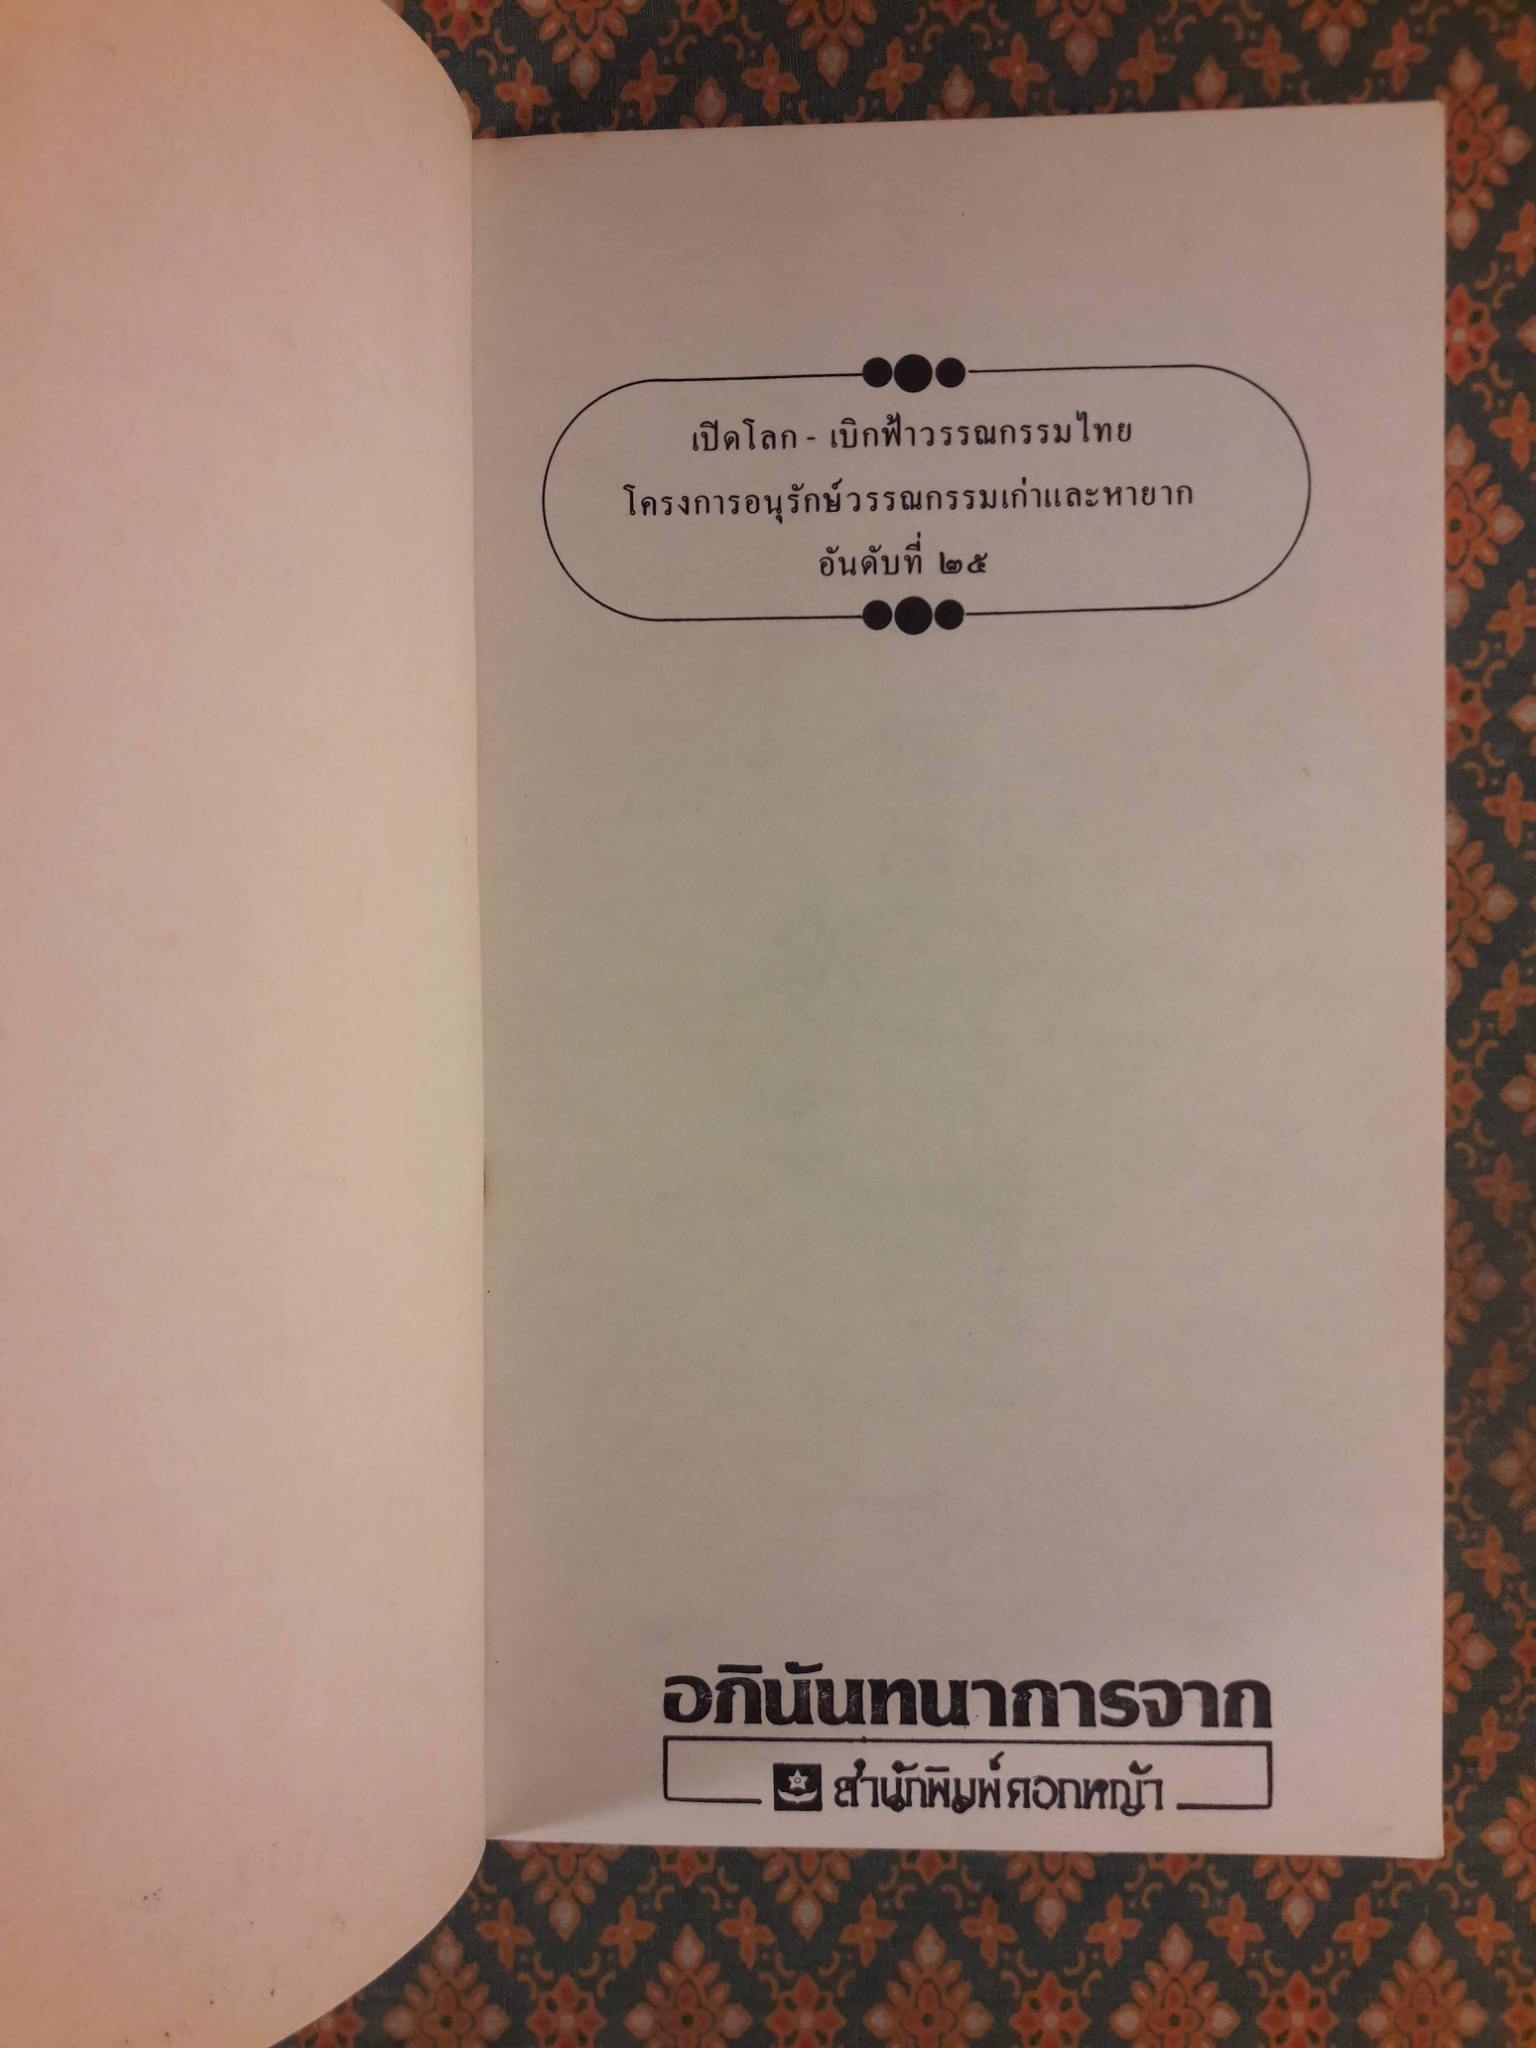 เปิดโลก - เบิกฟ้าวรรณกรรมไทย
โครงการอนุรักษ์วรรณกรรมเก่าและหายาก
อันดับที่ ๒๕
อภินันทนาการจาก
สำนักพิมพ์ดอกหญ้า